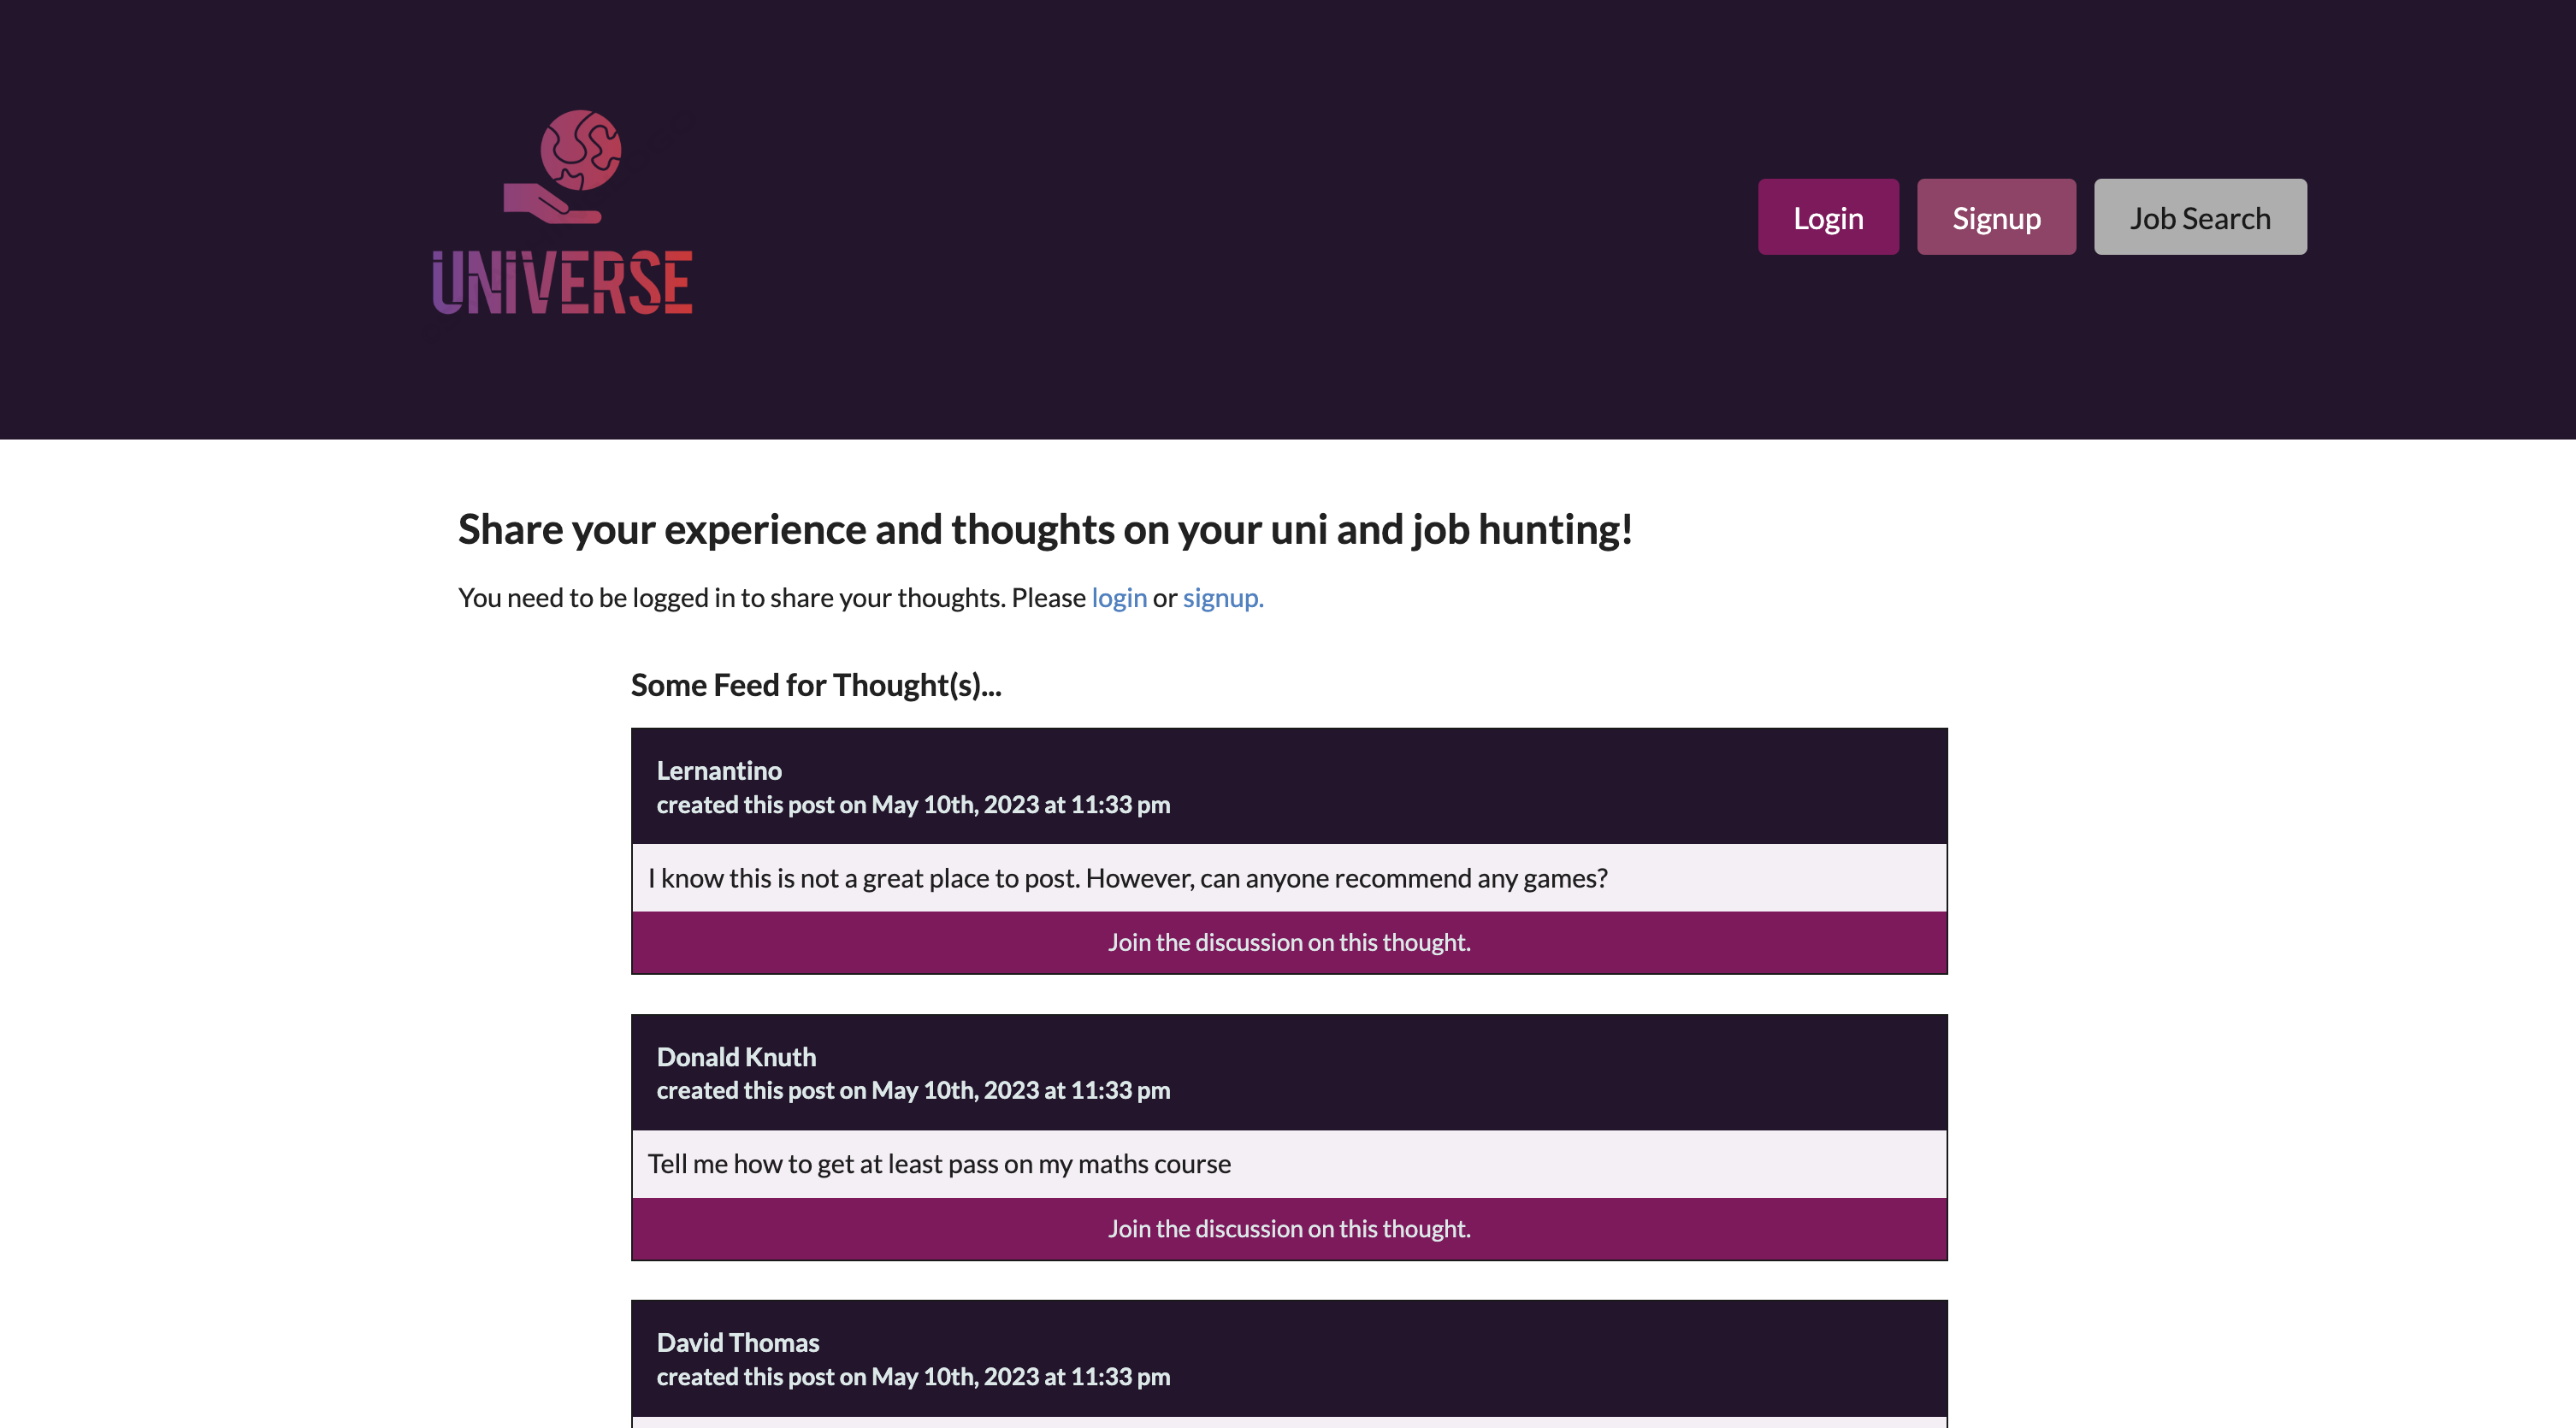 UNIVERSE
Login
Signup
Job Search
Share your experience and thoughts on your uni and job hunting!
You need to be logged in to share your thoughts. Please login or signup.
Some Feed for Thought(s)...
Lernantino
created this post on May 10th, 2023 at 11:33 pm
I know this is not a great place to post. However, can anyone recommend any games?
Join the discussion on this thought.
Donald Knuth
created this post on May 10th, 2023 at 11:33 pm
Tell me how to get at least pass on my maths course
Join the discussion on this thought.
David Thomas
created this post on May 10th, 2023 at 11:33 pm